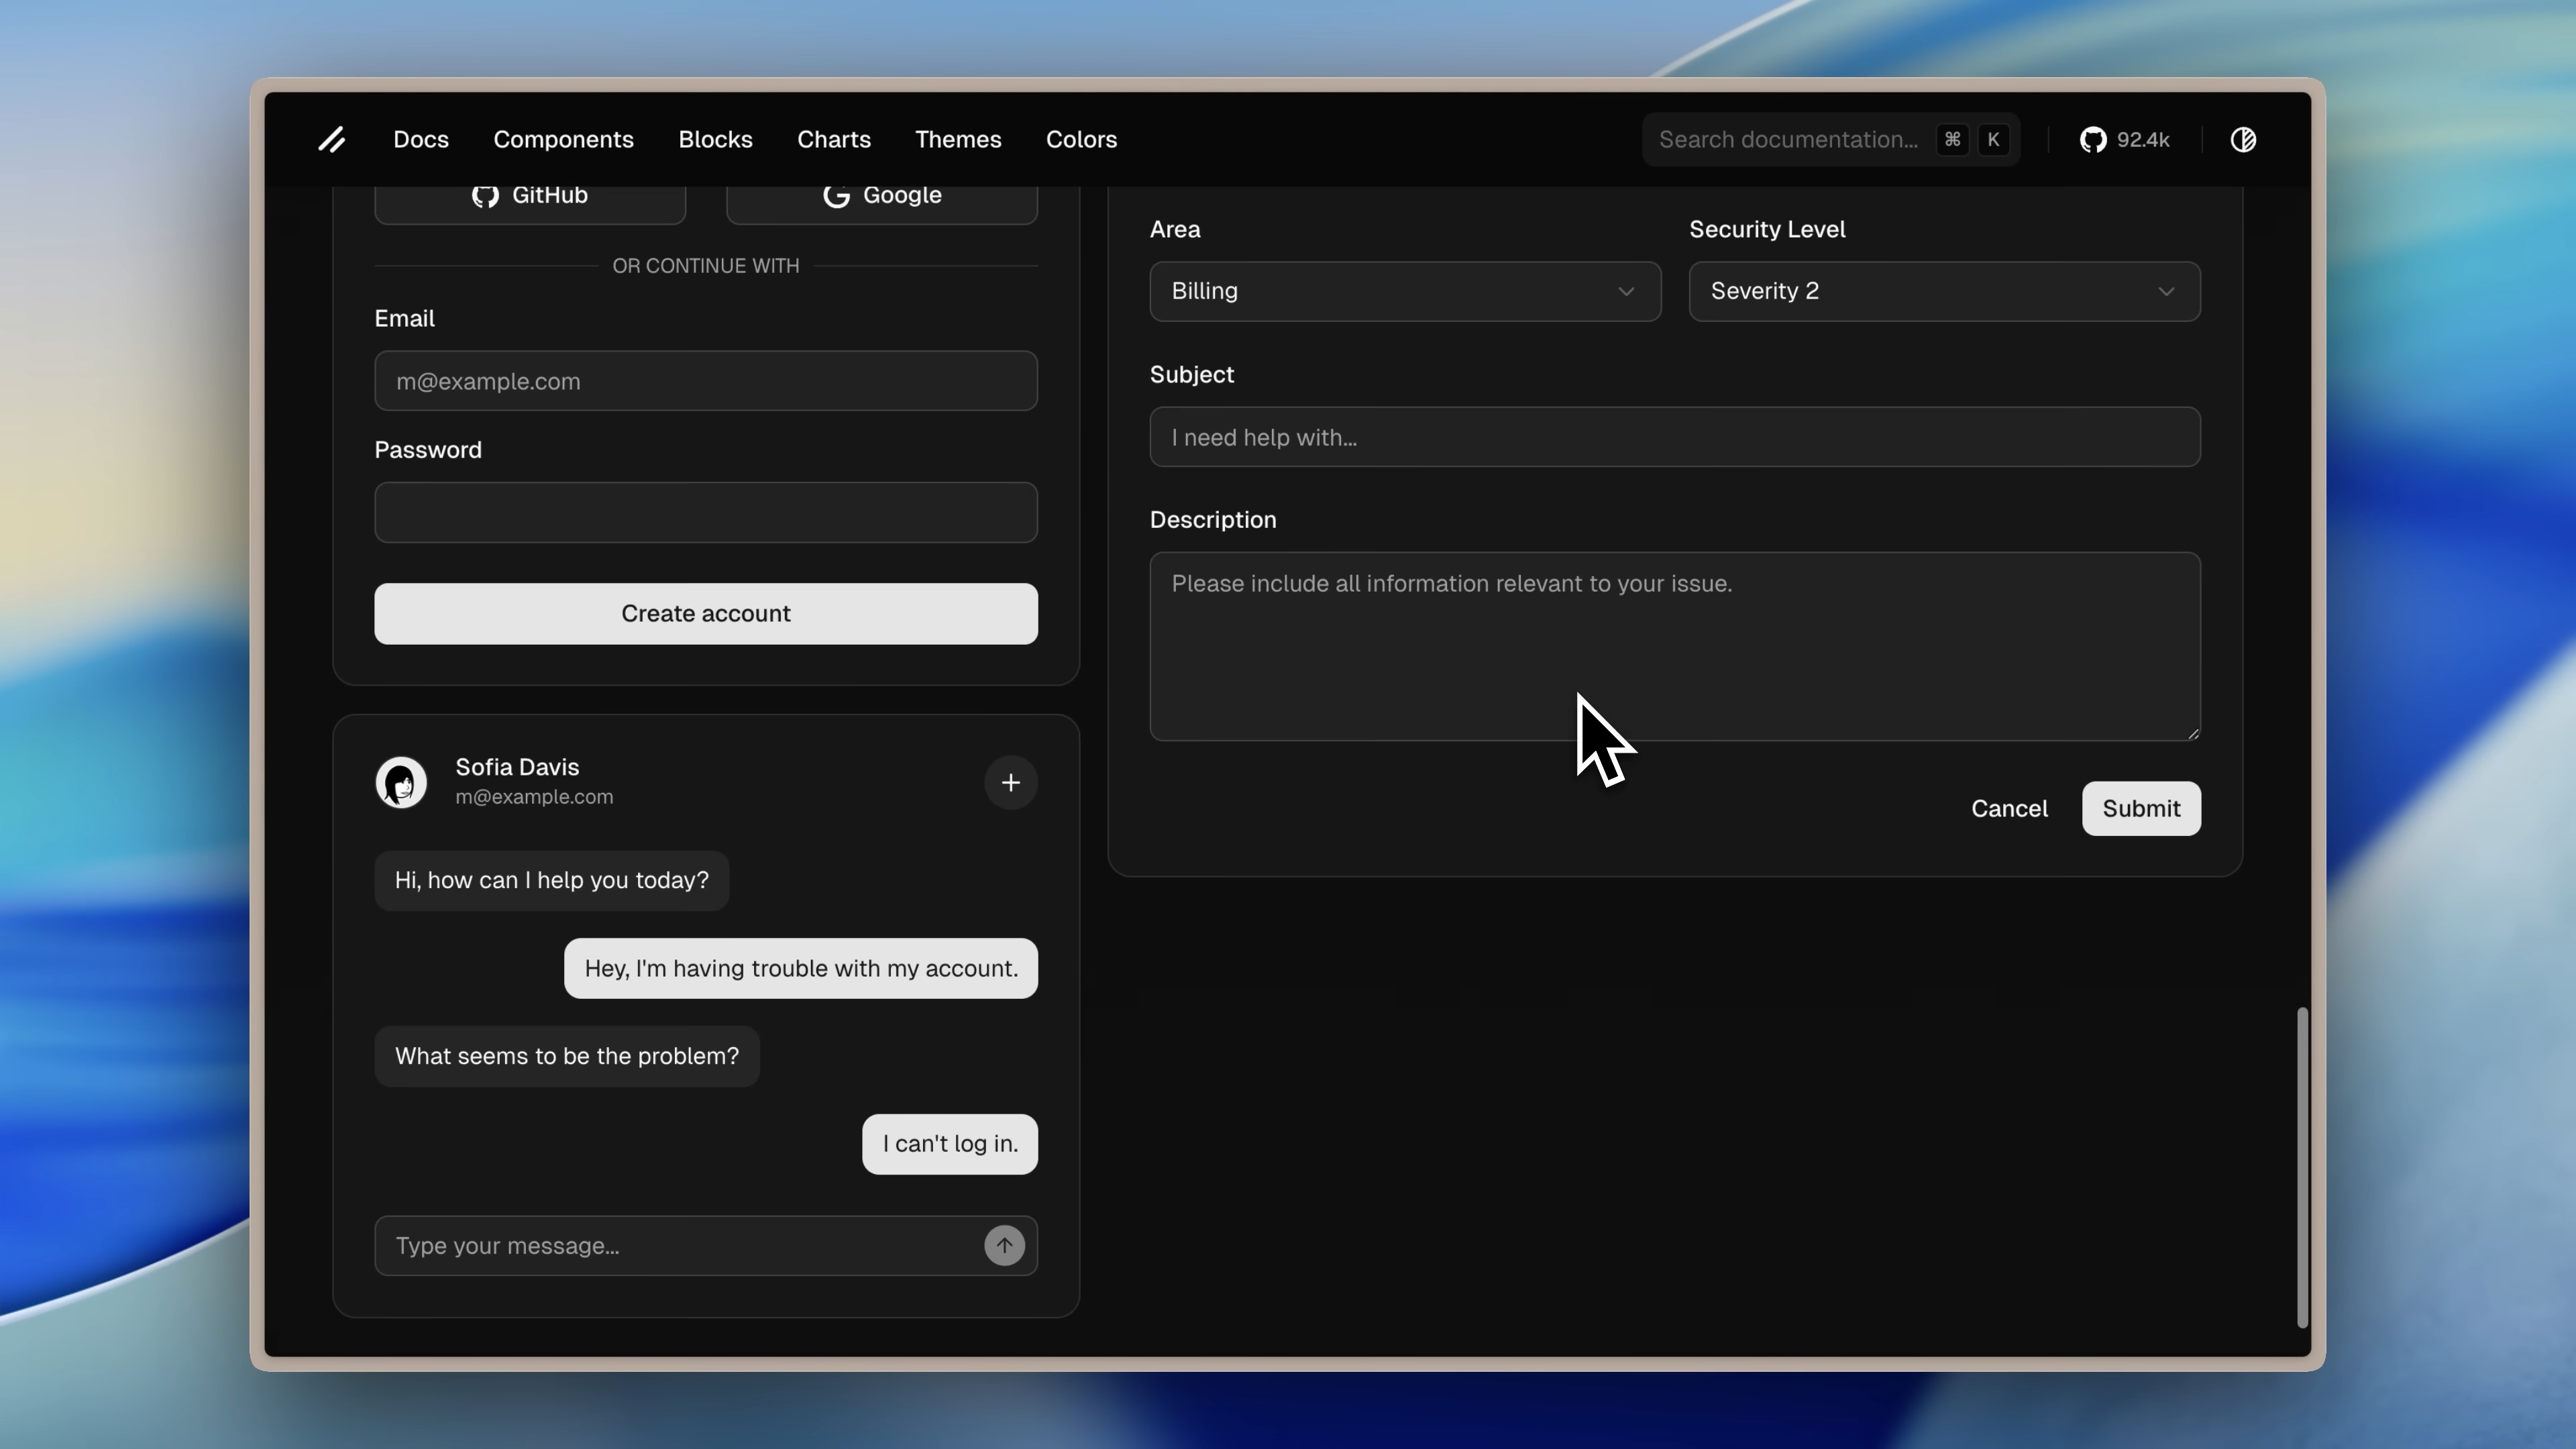 Docs Components Blocks Charts Themes Colors Search documentation... ⌘ K 92.4k
GitHub Google
OR CONTINUE WITH
Email
m@example.com
Password
Create account
Area Security Level
Billing Severity 2
Subject
I need help with...
Description
Please include all information relevant to your issue.
Cancel Submit
Sofia Davis
m@example.com
Hi, how can I help you today?
Hey, I'm having trouble with my account.
What seems to be the problem?
I can't log in.
Type your message...